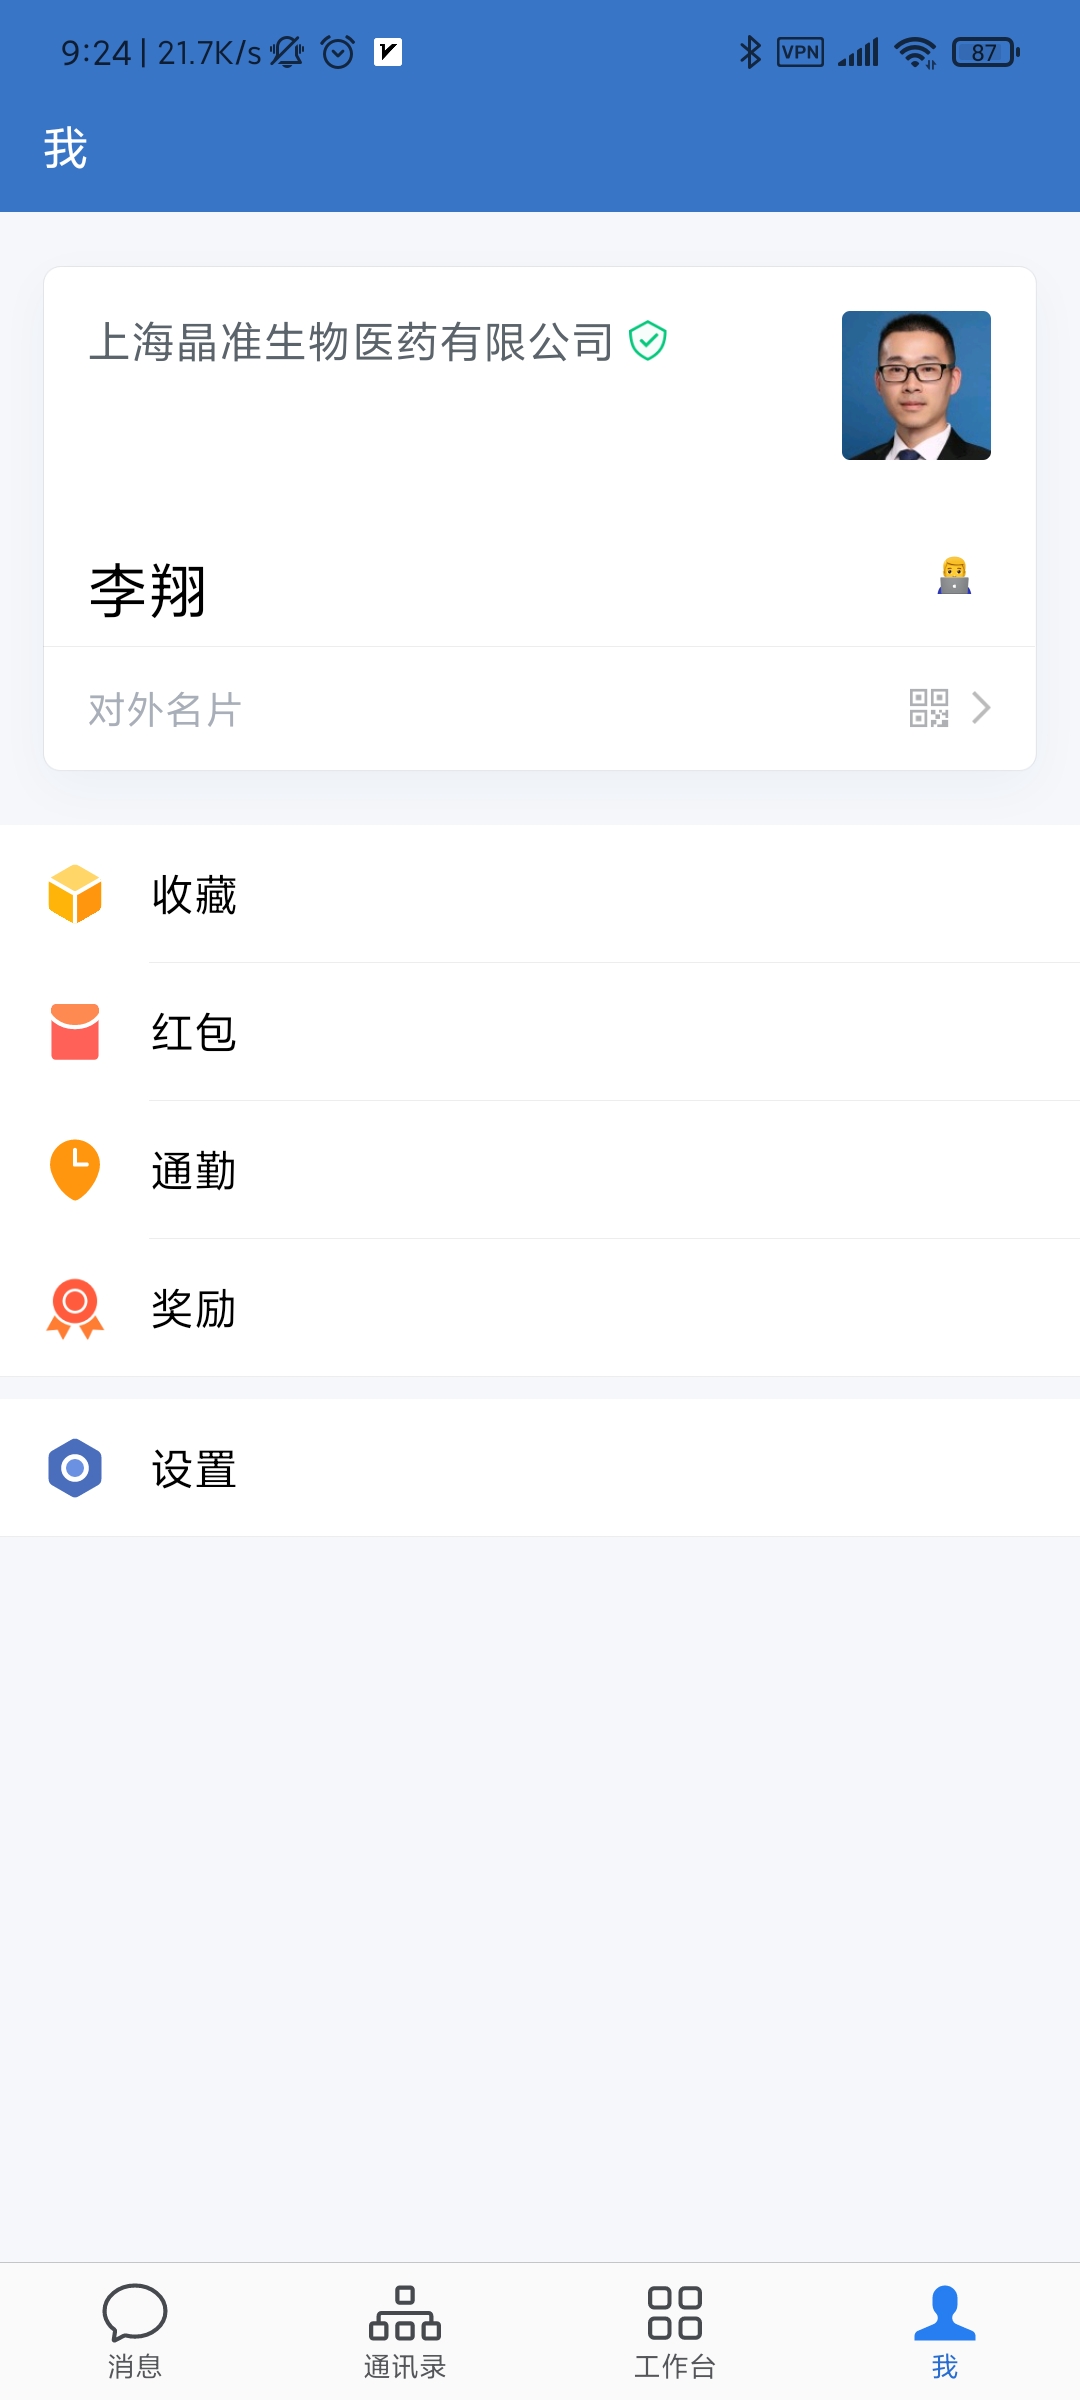 9:24 | 21.7K/s
VPN
87
我
上海晶准生物医药有限公司
李翔
对外名片
收藏
红包
通勤
奖励
设置
消息
通讯录
工作台
我